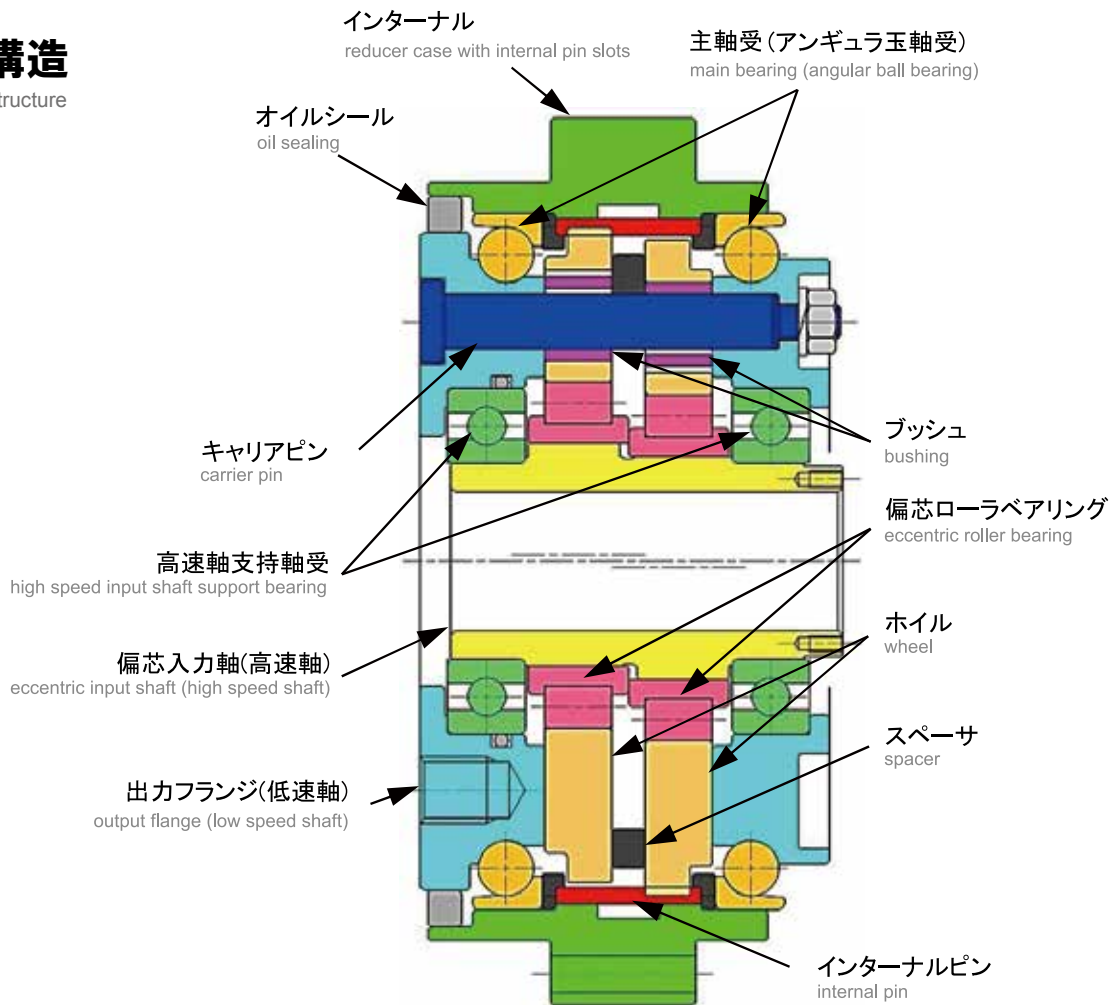 構造
tructure
インターナル
reducer case with internal pin slots
主軸受(アンギュラ玉軸受)
main bearing (angular ball bearing)
オイルシール
oil sealing
キャリアピン
carrier pin
ブッシュ
bushing
偏芯ローラベアリング
eccentric roller bearing
高速軸支持軸受
high speed input shaft support bearing
ホイル
wheel
偏芯入力軸(高速軸)
eccentric input shaft (high speed shaft)
スペーサ
spacer
出力フランジ(低速軸)
output flange (low speed shaft)
インターナルピン
internal pin